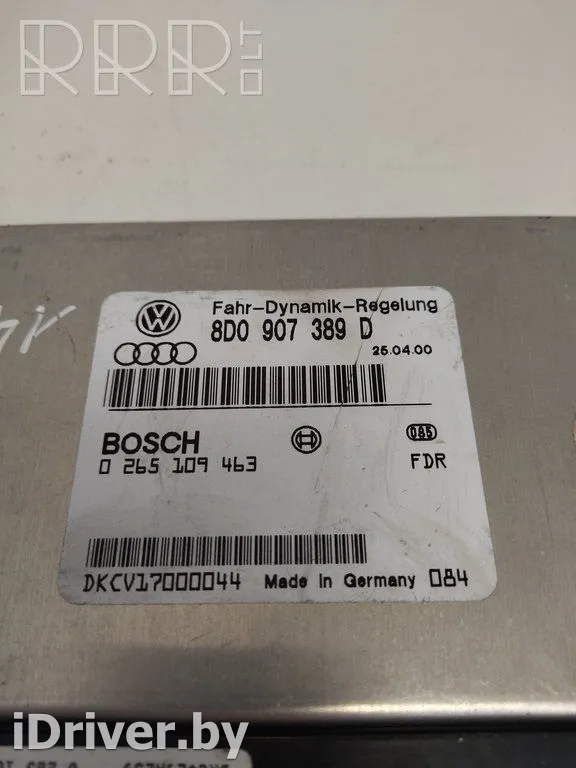 RRR.LT
Fahr-Dynamik-Regelung
8D0 907 389 D
25.04.00
BOSCH
085
0 265 109 463
FDR
DKCV17000044 Made in Germany 084
iDriver.by